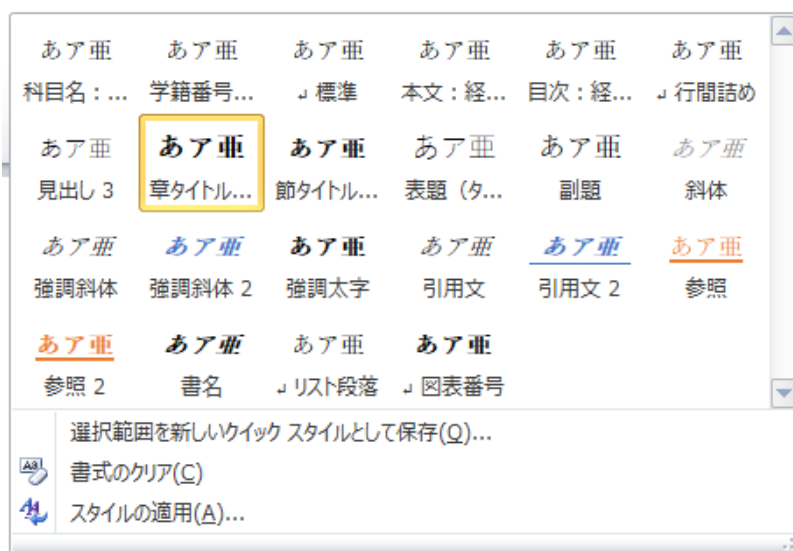 あア亜 あア亜 あア亜 あア亜 あア亜 あア亜
科目名：... 学籍番号... ↲ 標準 本文：経... 目次：経... ↲ 行間詰め
あア亜 あア亜 あア亜 あア亜 あア亜 あア亜
見出し 3 章タイトル... 節タイトル... 表題（タ... 副題 斜体
あア亜 あア亜 あア亜 あア亜 あア亜 あア亜
強調斜体 強調斜体 2 強調太字 引用文 引用文 2 参照
あア亜 あア亜 あア亜 あア亜
参照 2 書名 ↲ リスト段落 ↲ 図表番号
選択範囲を新しいクイック スタイルとして保存(Q)...
書式のクリア(C)
スタイルの適用(A)...